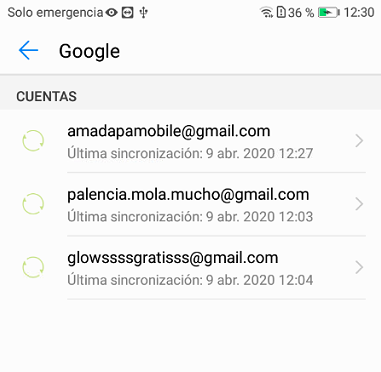 Solo emergencia 36 % 12:30
Google
CUENTAS
amadapamobile@gmail.com
Última sincronización: 9 abr. 2020 12:27
palencia.mola.mucho@gmail.com
Última sincronización: 9 abr. 2020 12:03
glowssssgratisss@gmail.com
Última sincronización: 9 abr. 2020 12:04